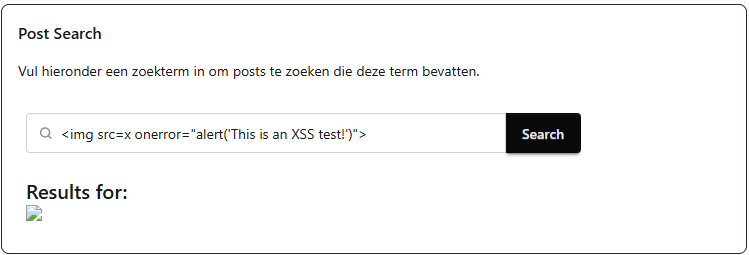 Post Search
Vul hieronder een zoekterm in om posts te zoeken die deze term bevatten.
<img src=x onerror="alert('This is an XSS test!')">
Search
Results for: